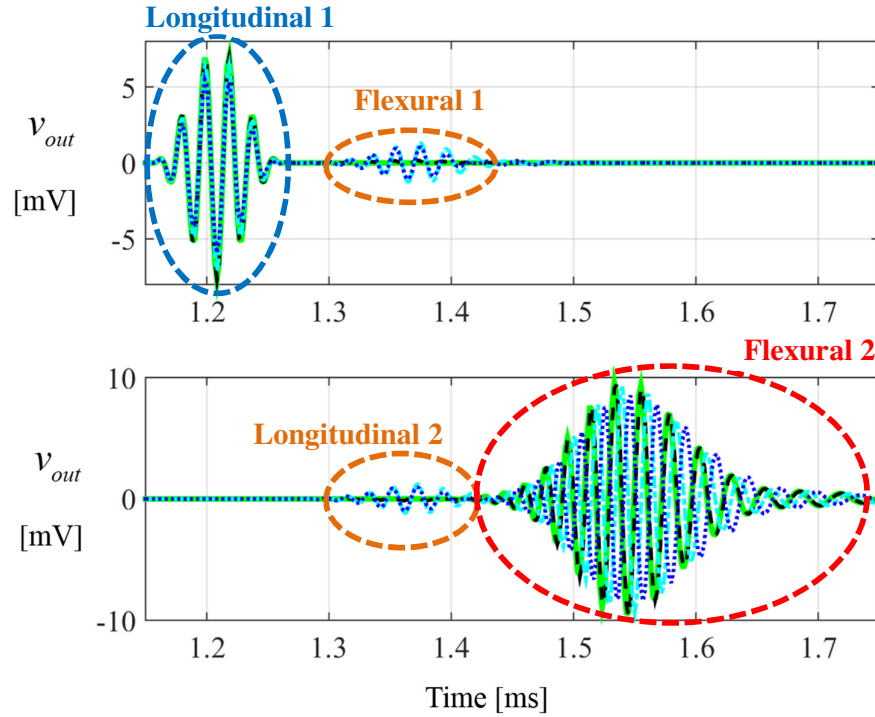 Longitudinal 1
5
Flexural 1
v_out
0
[mV]
-5
1.2 1.3 1.4 1.5 1.6 1.7
Flexural 2
10
Longitudinal 2
v_out
0
[mV]
-10
1.2 1.3 1.4 1.5 1.6 1.7
Time [ms]